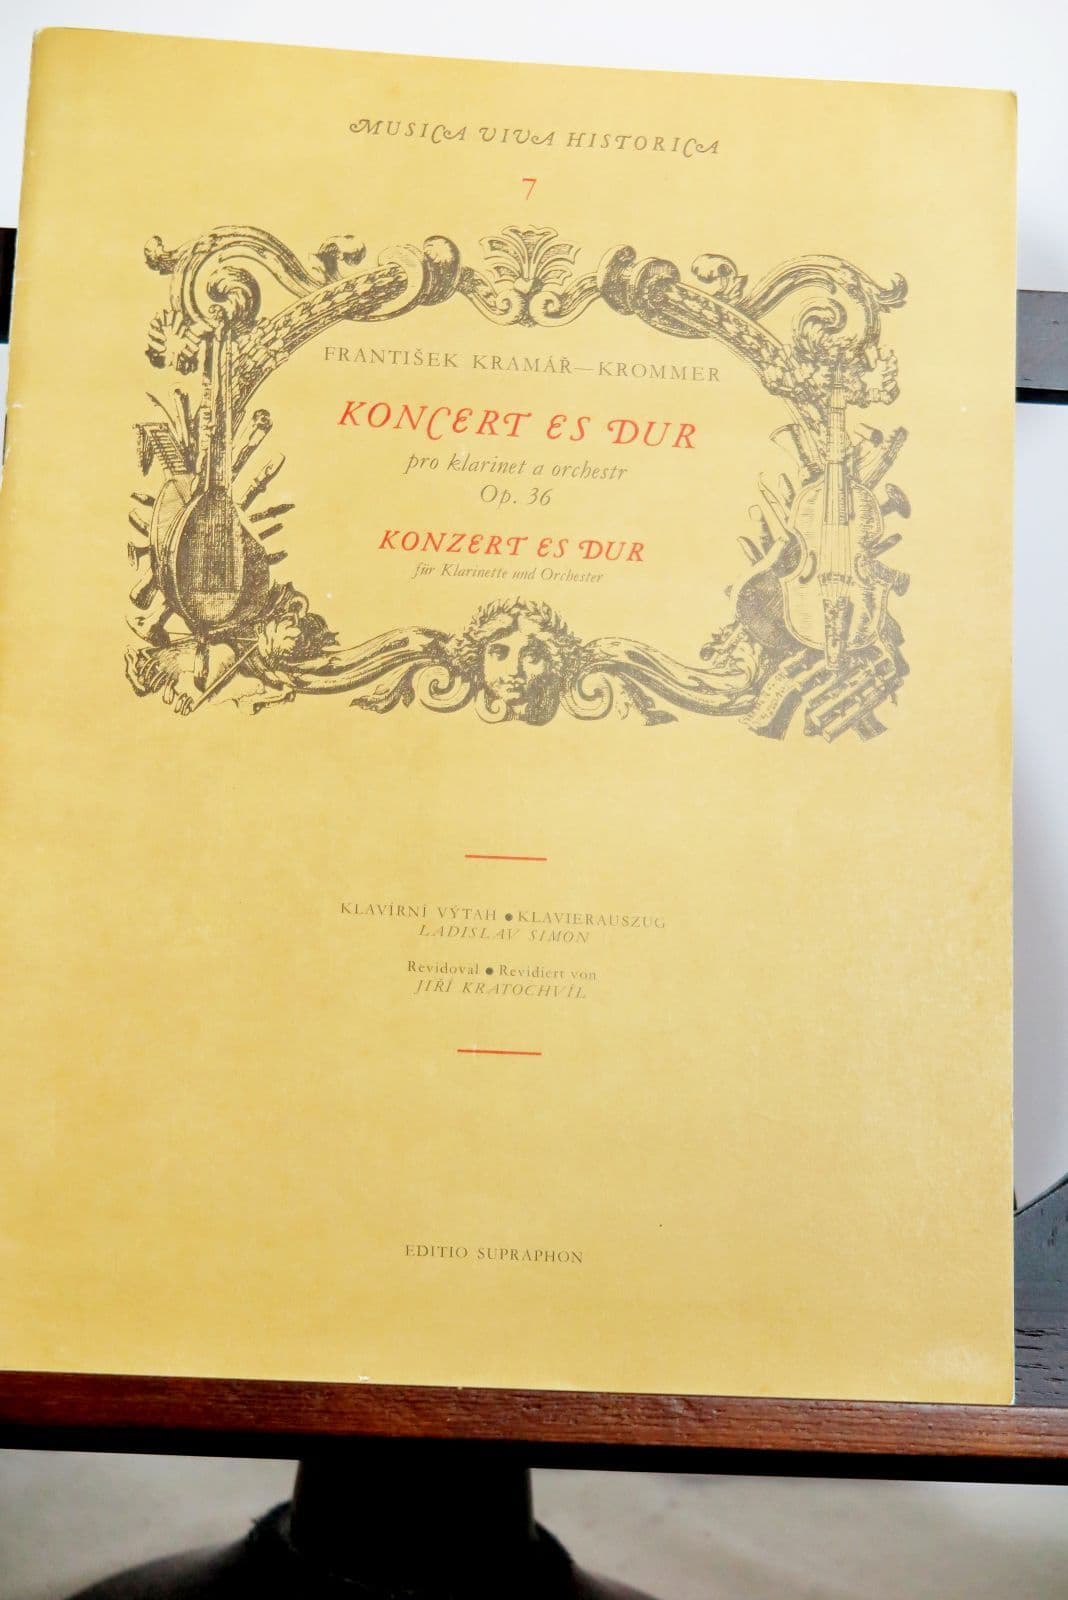 MUSICA VIVA HISTORICA
7
FRANTIŠEK KRAMÁŘ—KROMMER
KONCERT ES DUR
pro klarinet a orchestr
Op. 36
KONZERT ES DUR
für Klarinette und Orchester
KLAVÍRNÍ VÝTAH ● KLAVIERAUSZUG
LADISLAV SIMON
Revidoval ● Revidiert von
JIŘÍ KRATOCHVÍL
EDITIO SUPRAPHON